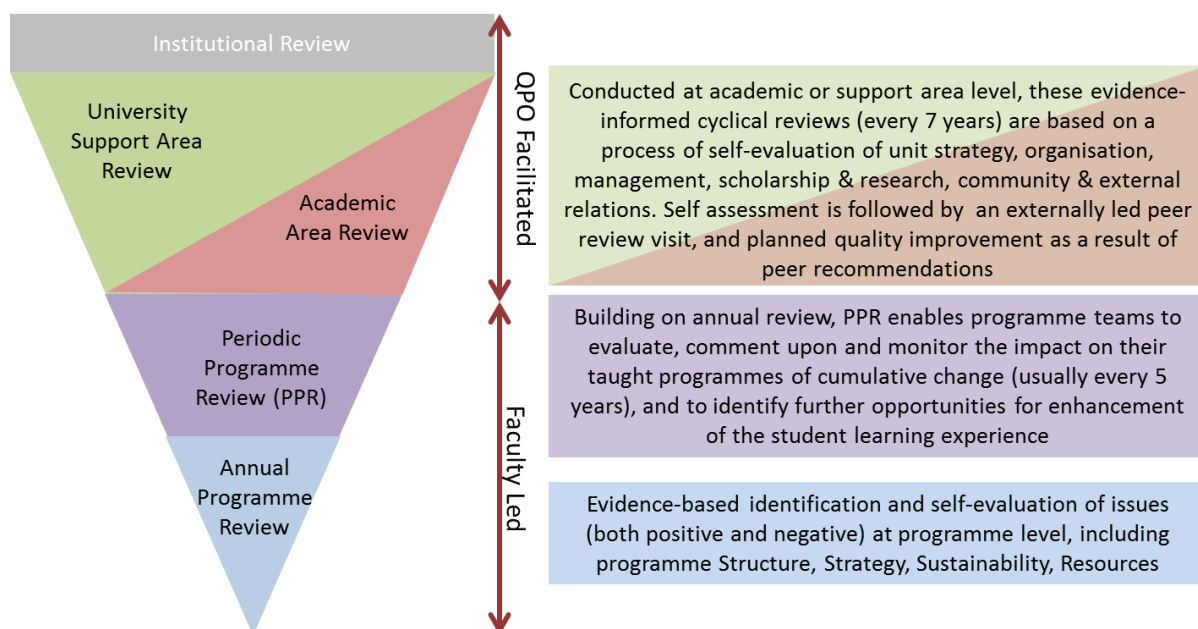 Institutional Review
University
Support Area
Review
Academic
Area Review
Periodic
Programme
Review (PPR)
Annual
Programme
Review
QPO Facilitated
Faculty Led
Conducted at academic or support area level, these evidence-
informed cyclical reviews (every 7 years) are based on a
process of self-evaluation of unit strategy, organisation,
management, scholarship & research, community & external
relations. Self assessment is followed by an externally led peer
review visit, and planned quality improvement as a result of
peer recommendations
Building on annual review, PPR enables programme teams to
evaluate, comment upon and monitor the impact on their
taught programmes of cumulative change (usually every 5
years), and to identify further opportunities for enhancement
of the student learning experience
Evidence-based identification and self-evaluation of issues
(both positive and negative) at programme level, including
programme Structure, Strategy, Sustainability, Resources